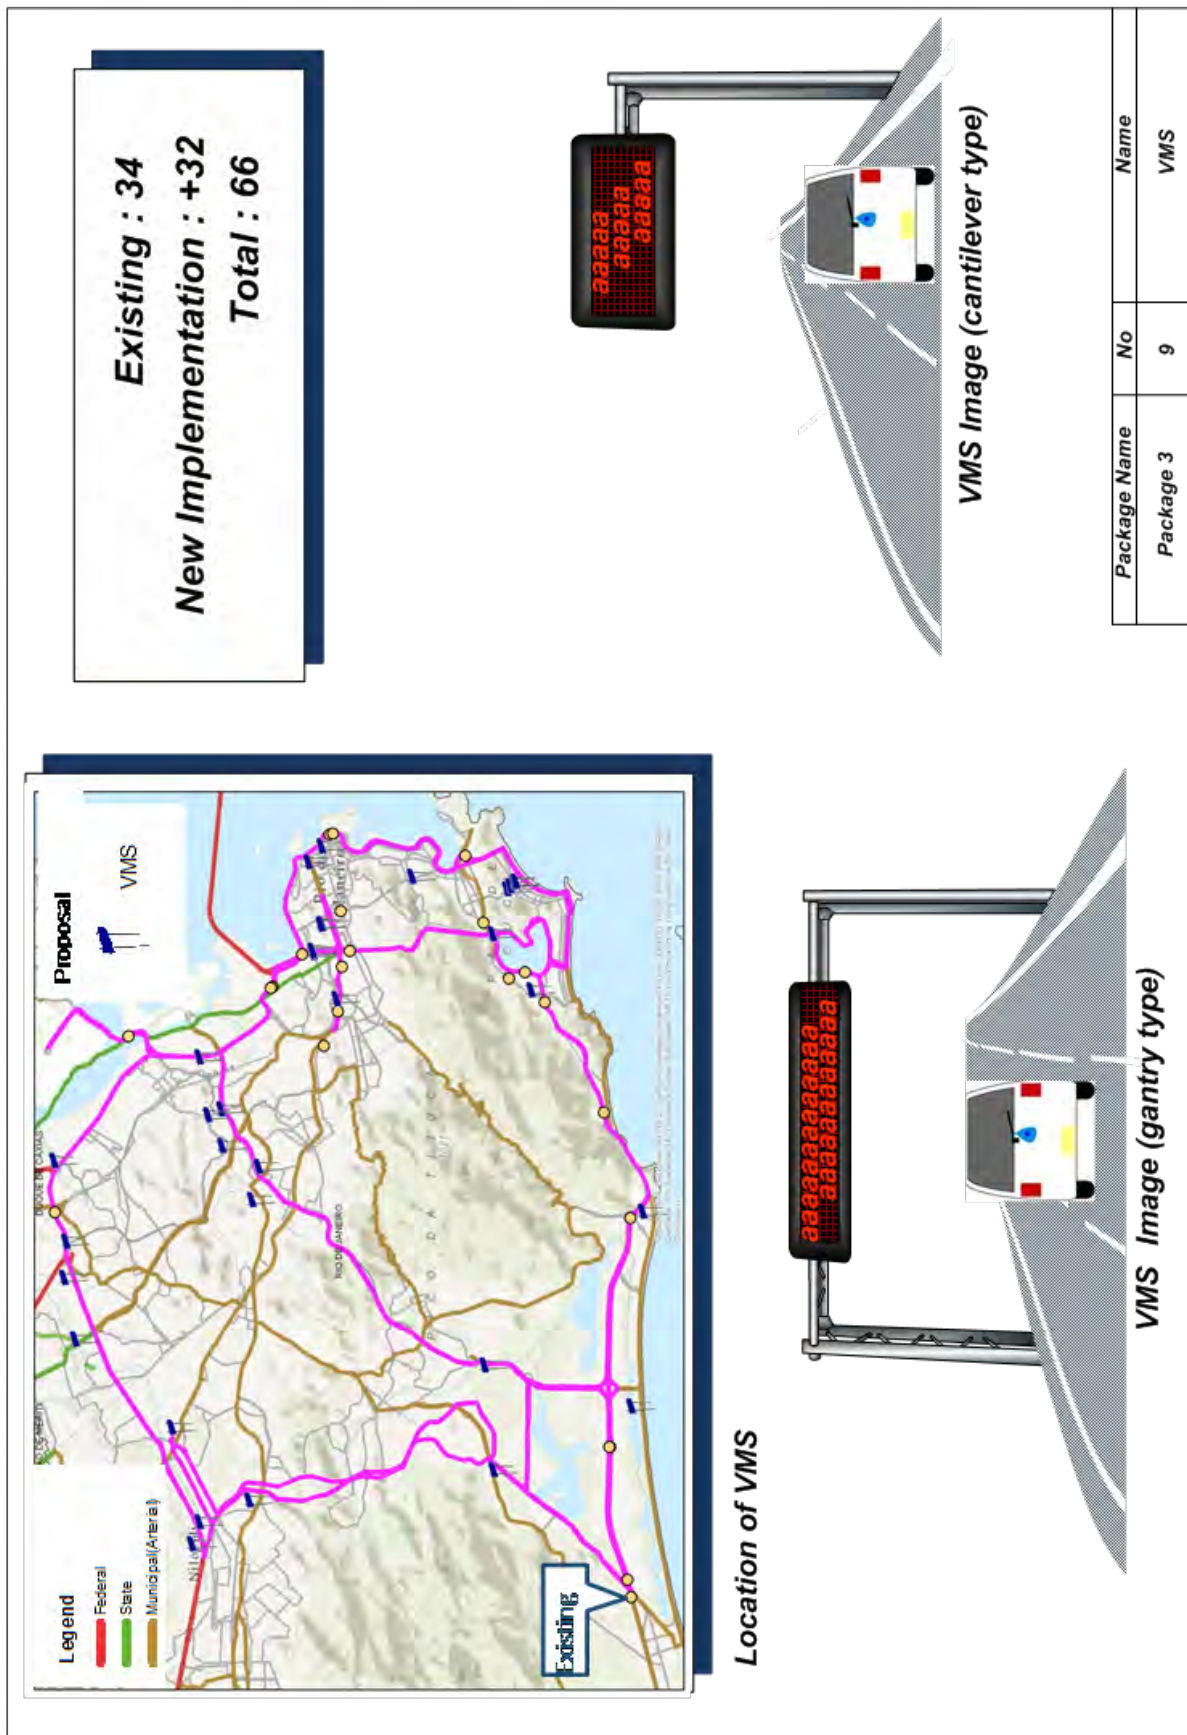 Existing : 34
New Implementation : +32
Total : 66
Legend
Federal
State
Municipal(Arterial)
Proposal
VMS
RIO DE JANEIRO
Existing
Location of VMS
aaaaa
aaaaa
aaaaa
VMS Image (cantilever type)
aaaaaaaaaaaa
aaaaaaaaaaaa
VMS Image (gantry type)
Package Name No Name
Package 3 9 VMS